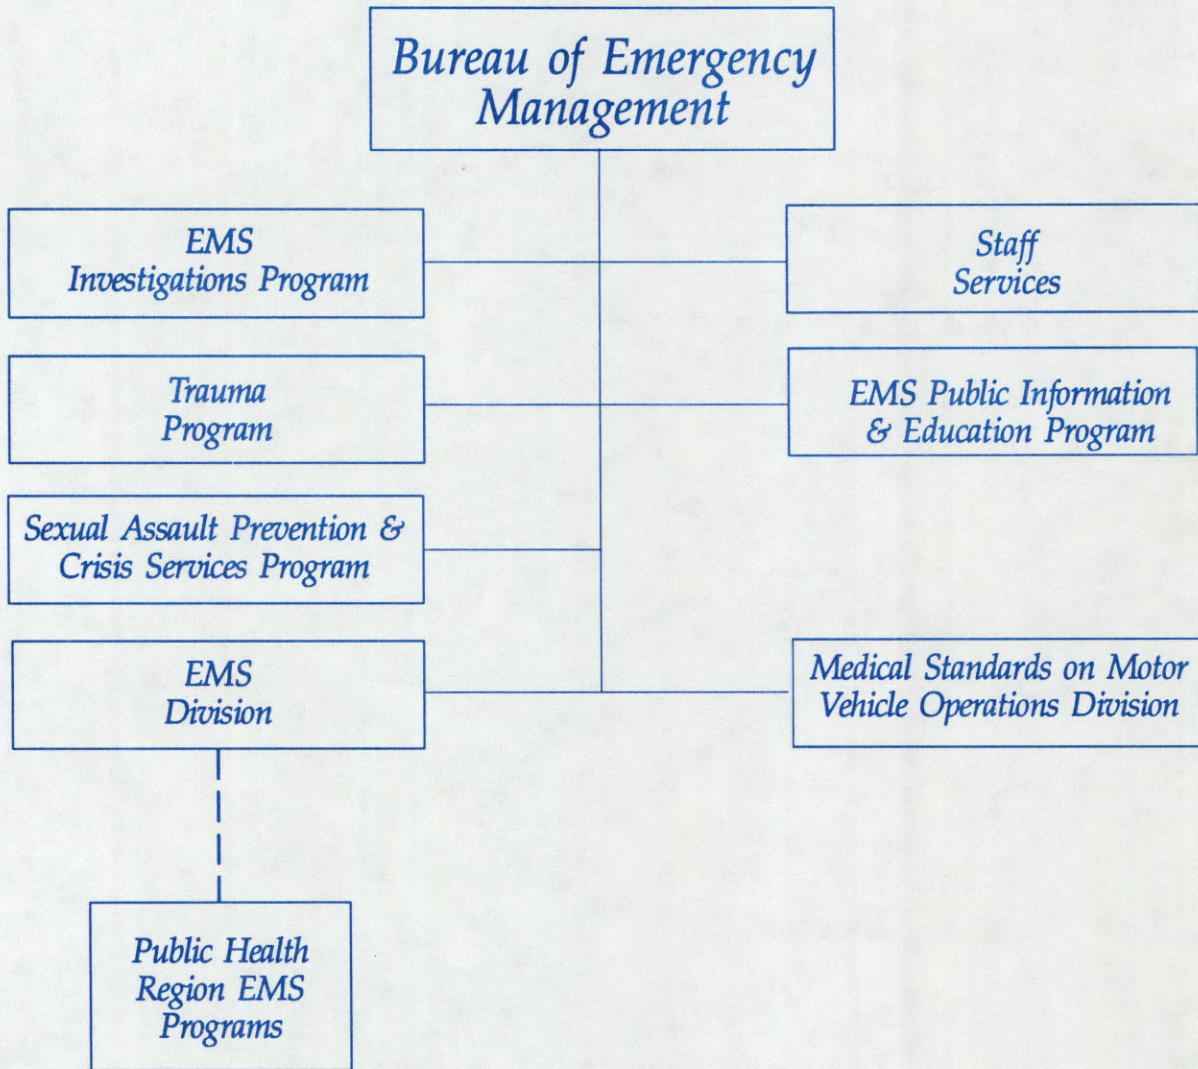 Bureau of Emergency
Management
EMS
Investigations Program
Staff
Services
Trauma
Program
EMS Public Information
& Education Program
Sexual Assault Prevention &
Crisis Services Program
EMS
Division
Medical Standards on Motor
Vehicle Operations Division
Public Health
Region EMS
Programs